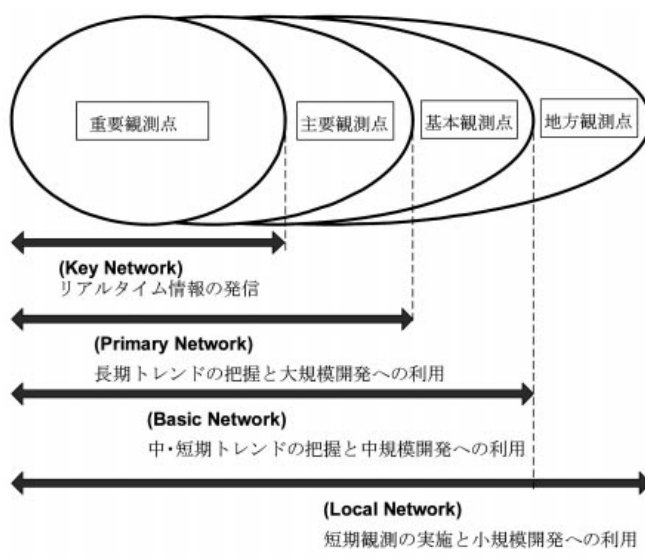 重要観測点
主要観測点
基本観測点
地方観測点
(Key Network)
リアルタイム情報の発信
(Primary Network)
長期トレンドの把握と大規模開発への利用
(Basic Network)
中・短期トレンドの把握と中規模開発への利用
(Local Network)
短期観測の実施と小規模開発への利用